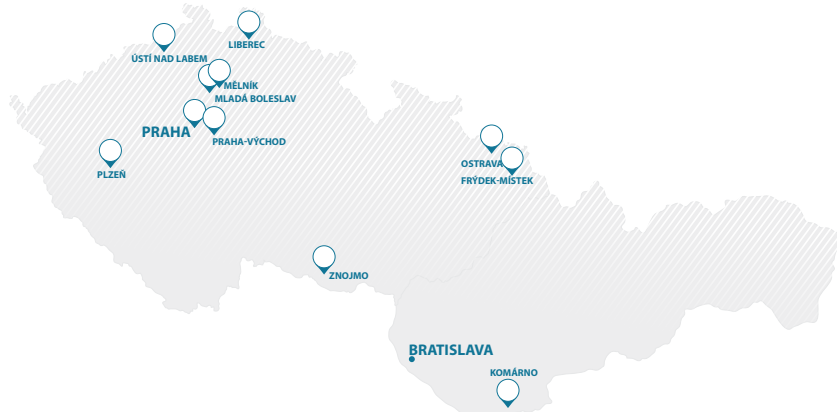 LIBEREC
ÚSTÍ NAD LABEM
MĚLNÍK
MLADÁ BOLESLAV
PRAHA
PRAHA-VÝCHOD
OSTRAVA
PLZEŇ
FRÝDEK-MÍSTEK
ZNOJMO
BRATISLAVA
KOMÁRNO